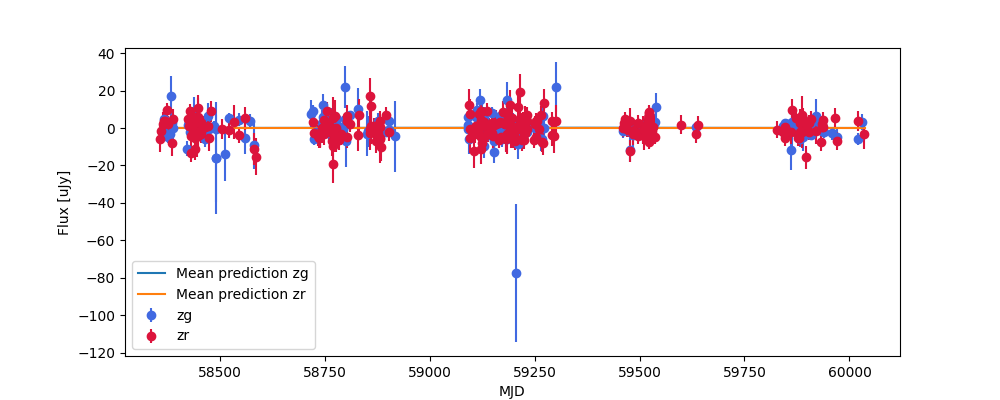 40
20
0
−20
−40
−60
−80
−100
−120
Flux [uJy]
Mean prediction zg
Mean prediction zr
zg
zr
58500 58750 59000 59250 59500 59750 60000
MJD